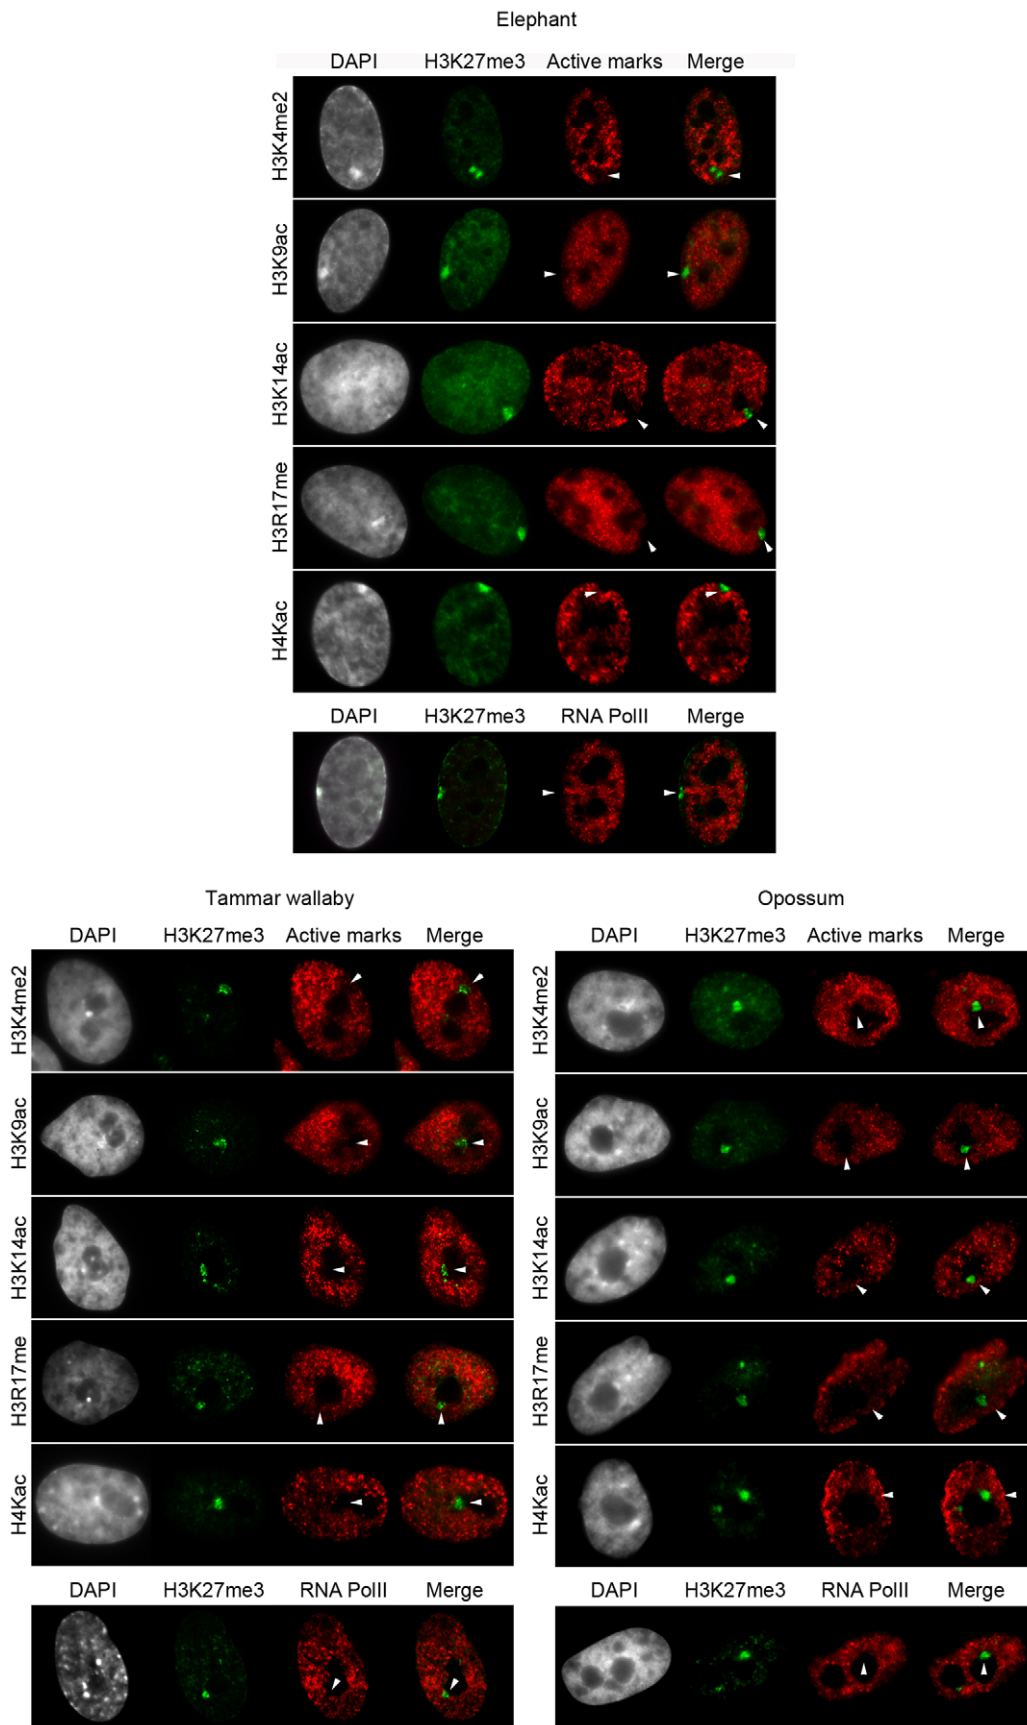 Elephant
DAPI H3K27me3 Active marks Merge
H3K4me2
H3K9ac
H3K14ac
H3R17me
H4Kac
DAPI H3K27me3 RNA PolII Merge
Tammar wallaby
DAPI H3K27me3 Active marks Merge
H3K4me2
H3K9ac
H3K14ac
H3R17me
H4Kac
DAPI H3K27me3 RNA PolII Merge
Opossum
DAPI H3K27me3 Active marks Merge
H3K4me2
H3K9ac
H3K14ac
H3R17me
H4Kac
DAPI H3K27me3 RNA PolII Merge